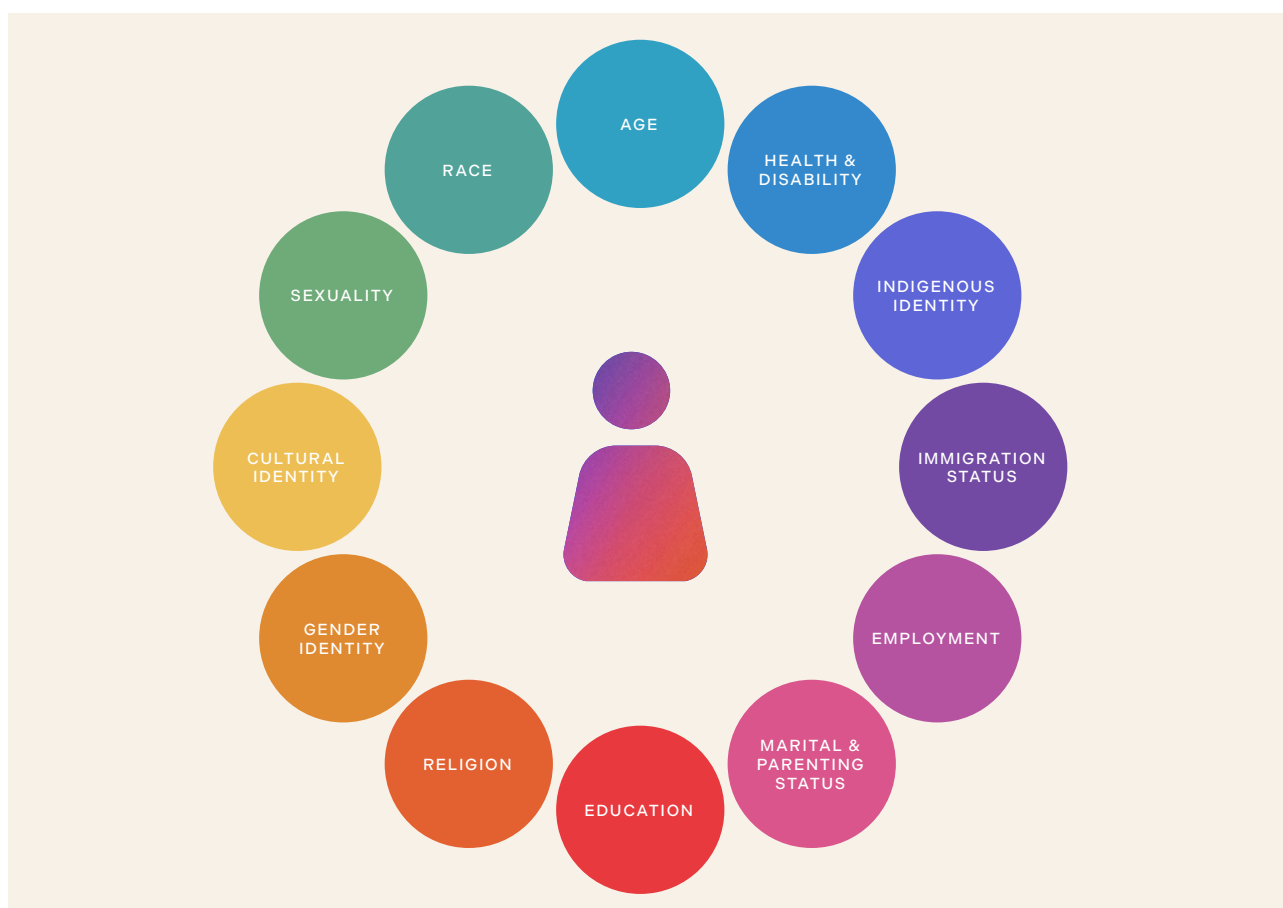 AGE
HEALTH &
DISABILITY
INDIGENOUS
IDENTITY
IMMIGRATION
STATUS
EMPLOYMENT
MARITAL &
PARENTING
STATUS
EDUCATION
RELIGION
GENDER
IDENTITY
CULTURAL
IDENTITY
SEXUALITY
RACE